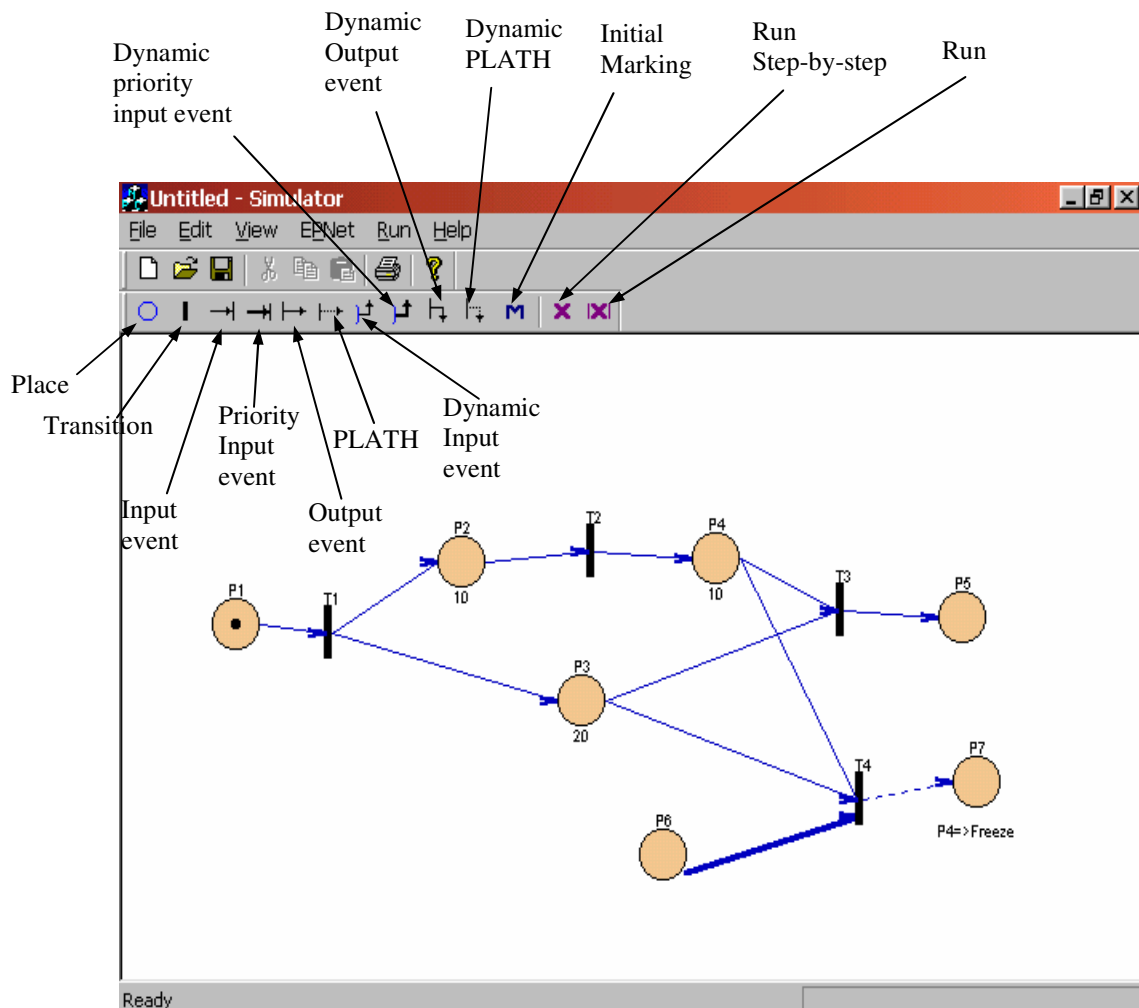 Dynamic
priority
input event
Dynamic
Output
event
Dynamic
PLATH
Initial
Marking
Run
Step-by-step
Run
Untitled - Simulator
File Edit View EPNet Run Help
M
Place
Transition
Input
event
Priority
Input
event
Output
event
PLATH
Dynamic
Input
event
P1
T1
P2
10
T2
P4
10
T3
P5
P3
20
T4
P7
P4=>Freeze
P6
Ready